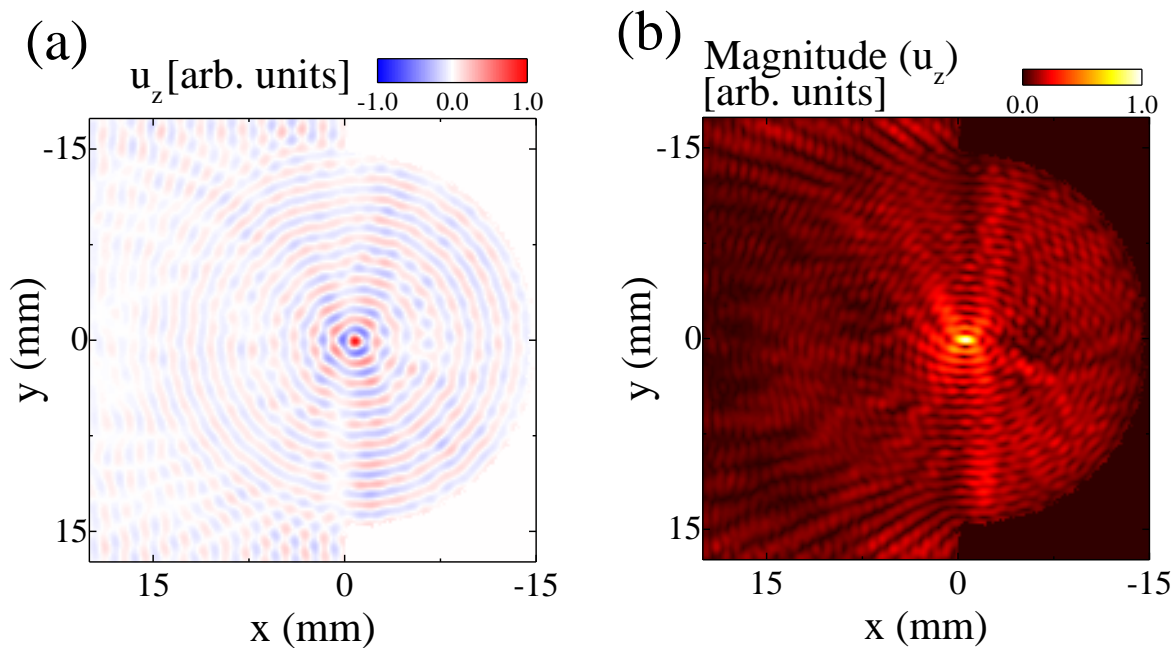 (a)
u_z [arb. units]
-1.0 0.0 1.0
-15
0
15
y (mm)
15 0 -15
x (mm)
(b)
Magnitude (u_z)
[arb. units]
0.0 1.0
-15
0
15
y (mm)
15 0 -15
x (mm)